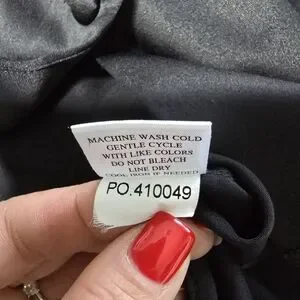 MACHINE WASH COLD
GENTLE CYCLE
WITH LIKE COLORS
DO NOT BLEACH
LINE DRY
COOL IRON IF NEEDED
PO.410049